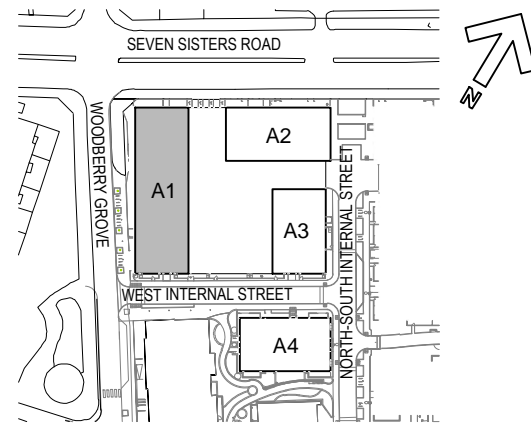 SEVEN SISTERS ROAD
N
WOODBERRY GROVE
A1
A2
A3
NORTH-SOUTH INTERNAL STREET
WEST INTERNAL STREET
A4